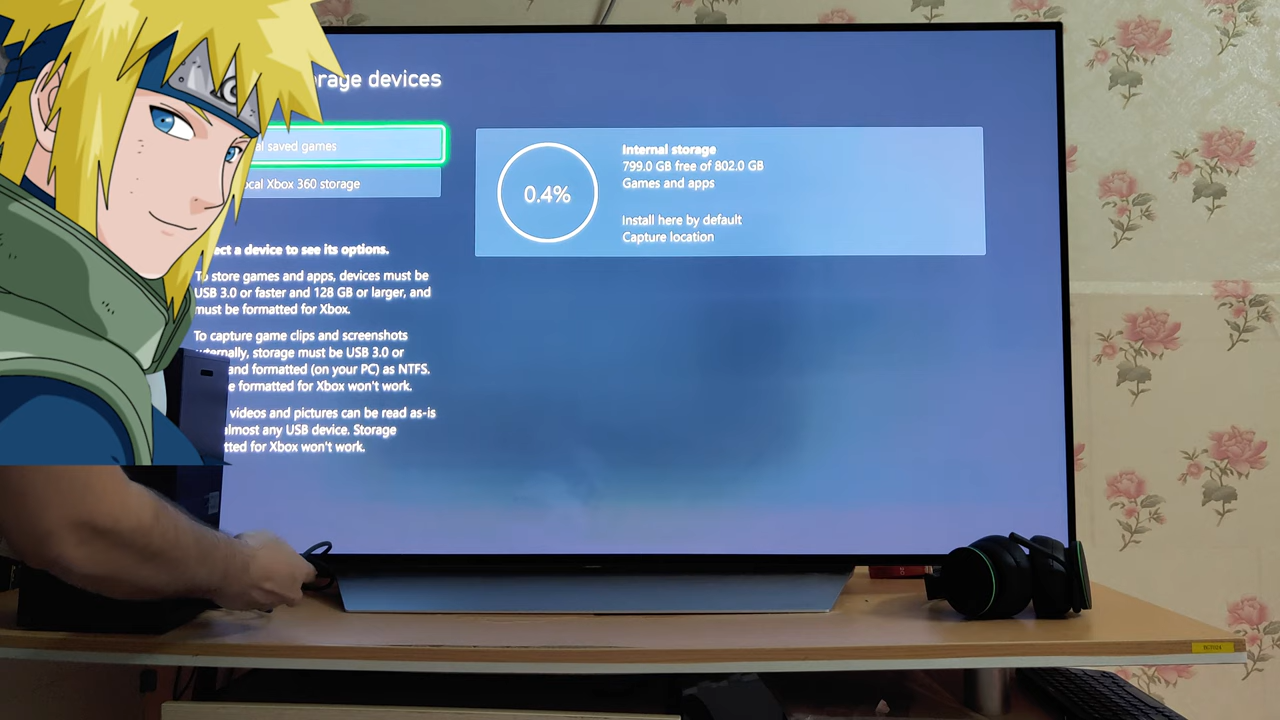 rage devices
al saved games
ocal Xbox 360 storage
ect a device to see its options.
To store games and apps, devices must be
USB 3.0 or faster and 128 GB or larger, and
must be formatted for Xbox.
To capture game clips and screenshots
externally, storage must be USB 3.0 or
and formatted (on your PC) as NTFS.
e formatted for Xbox won't work.
videos and pictures can be read as-is
almost any USB device. Storage
tted for Xbox won't work.
0.4%
Internal storage
799.0 GB free of 802.0 GB
Games and apps
Install here by default
Capture location